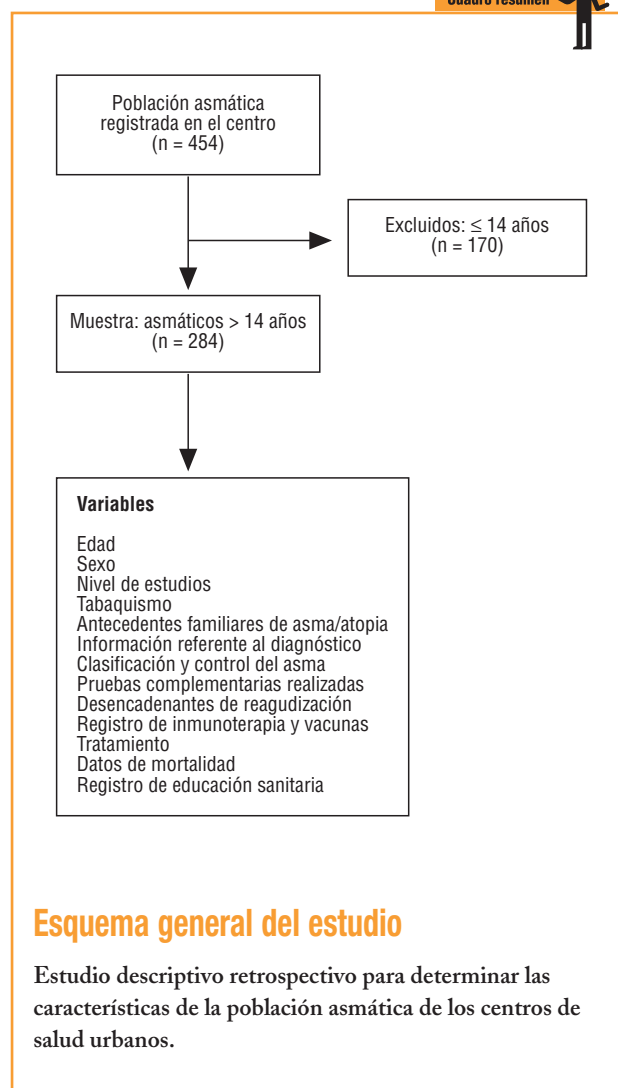 Cuadro resumen
Población asmática
registrada en el centro
(n = 454)
Excluidos: ≤ 14 años
(n = 170)
Muestra: asmáticos > 14 años
(n = 284)
Variables
Edad
Sexo
Nivel de estudios
Tabaquismo
Antecedentes familiares de asma/atopia
Información referente al diagnóstico
Clasificación y control del asma
Pruebas complementarias realizadas
Desencadenantes de reagudización
Registro de inmunoterapia y vacunas
Tratamiento
Datos de mortalidad
Registro de educación sanitaria
Esquema general del estudio
Estudio descriptivo retrospectivo para determinar las
características de la población asmática de los centros de
salud urbanos.